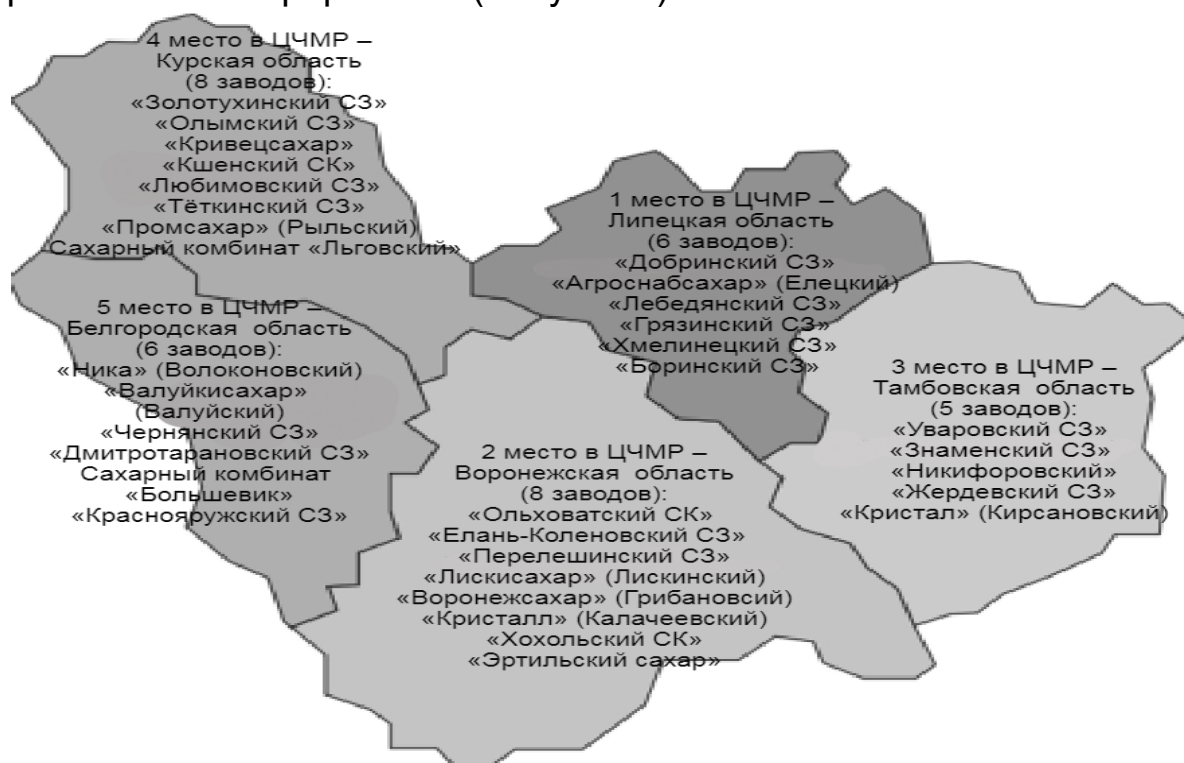 4 место в ЦЧМР –
Курская область
(8 заводов):
«Золотухинский СЗ»
«Олымский СЗ»
«Кривецсахар»
«Кшенский СК»
«Любимовский СЗ»
«Тёткинский СЗ»
«Промсахар» (Рыльский)
Сахарный комбинат «Льговский»
1 место в ЦЧМР –
Липецкая область
(6 заводов):
«Добринский СЗ»
«Агроснабсахар» (Елецкий)
«Лебедянский СЗ»
«Грязинский СЗ»
«Хмелинецкий СЗ»
«Боринский СЗ»
5 место в ЦЧМР –
Белгородская область
(6 заводов):
«Ника» (Волоконовский)
«Валуйкисахар»
(Валуйский)
«Чернянский СЗ»
«Дмитротарановский СЗ»
Сахарный комбинат
«Большевик»
«Краснояружский СЗ»
3 место в ЦЧМР –
Тамбовская область
(5 заводов):
«Уваровский СЗ»
«Знаменский СЗ»
«Никифоровский»
«Жердевский СЗ»
«Кристал» (Кирсановский)
2 место в ЦЧМР –
Воронежская область
(8 заводов):
«Ольховатский СК»
«Елань-Коленовский СЗ»
«Перелешинский СЗ»
«Лискисахар» (Лискинский)
«Воронежсахар» (Грибановсий)
«Кристалл» (Калачеевский)
«Хохольский СК»
«Эртильский сахар»